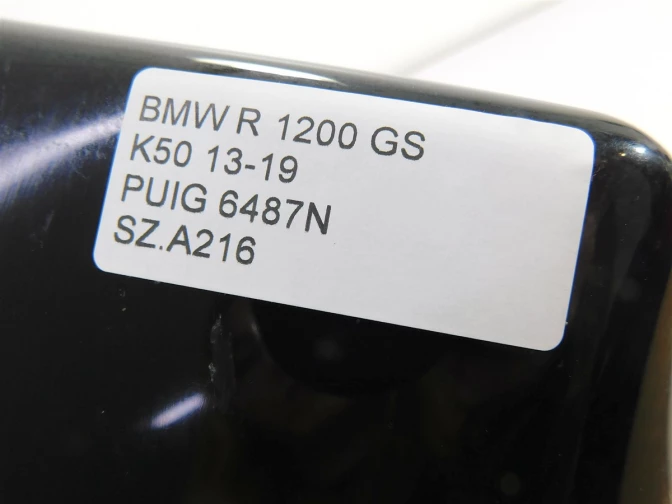 BMW R 1200 GS
K50 13-19
PUIG 6487N
SZ.A216